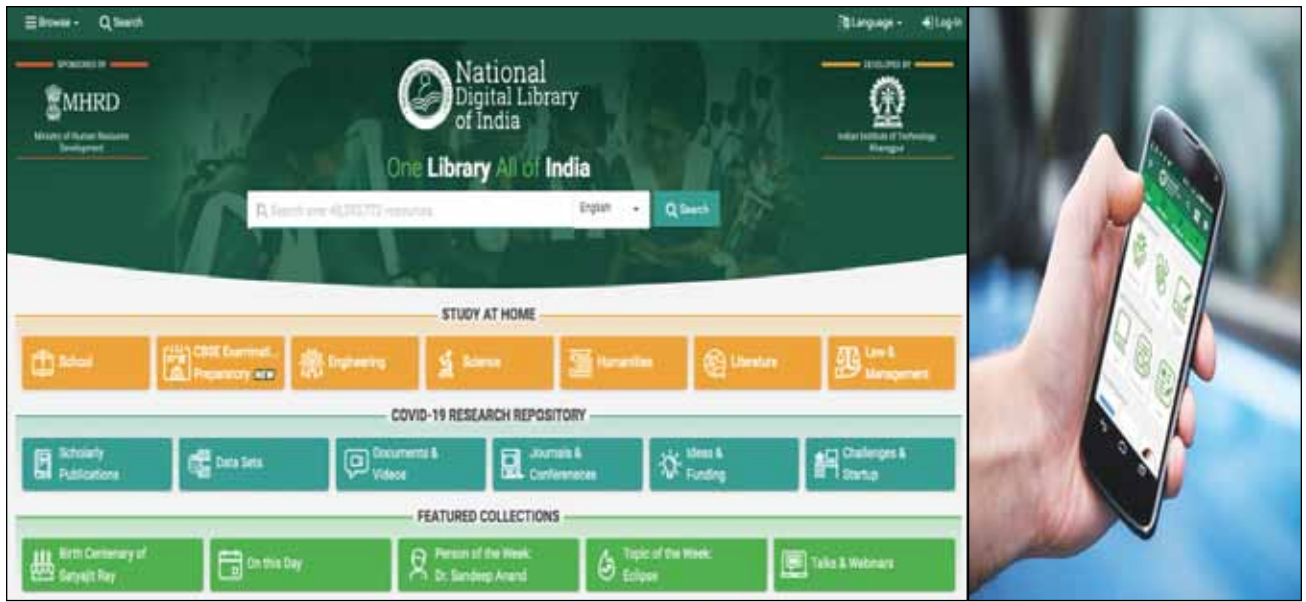 Browse
Search
Language
Log-In
SPONSORED BY
MHRD
Ministry of Human Resource
Development
National
Digital Library
of India
One Library All of India
DEVELOPED BY
Indian Institute of Technology
Kharagpur
Search over resources
English
Search
STUDY AT HOME
School
CBSE Examinati...
Preparatory NEW
Engineering
Science
Humanities
Literature
Law &
Management
COVID-19 RESEARCH REPOSITORY
Scholarly
Publications
Data Sets
Documents &
Videos
Journals &
Conferences
Ideas &
Funding
Challenges &
Startup
FEATURED COLLECTIONS
Birth Centenary of
Satyajit Ray
On this Day
Person of the Week:
Dr. Sandeep Anand
Topic of the Week:
Eclipse
Talks & Webinars